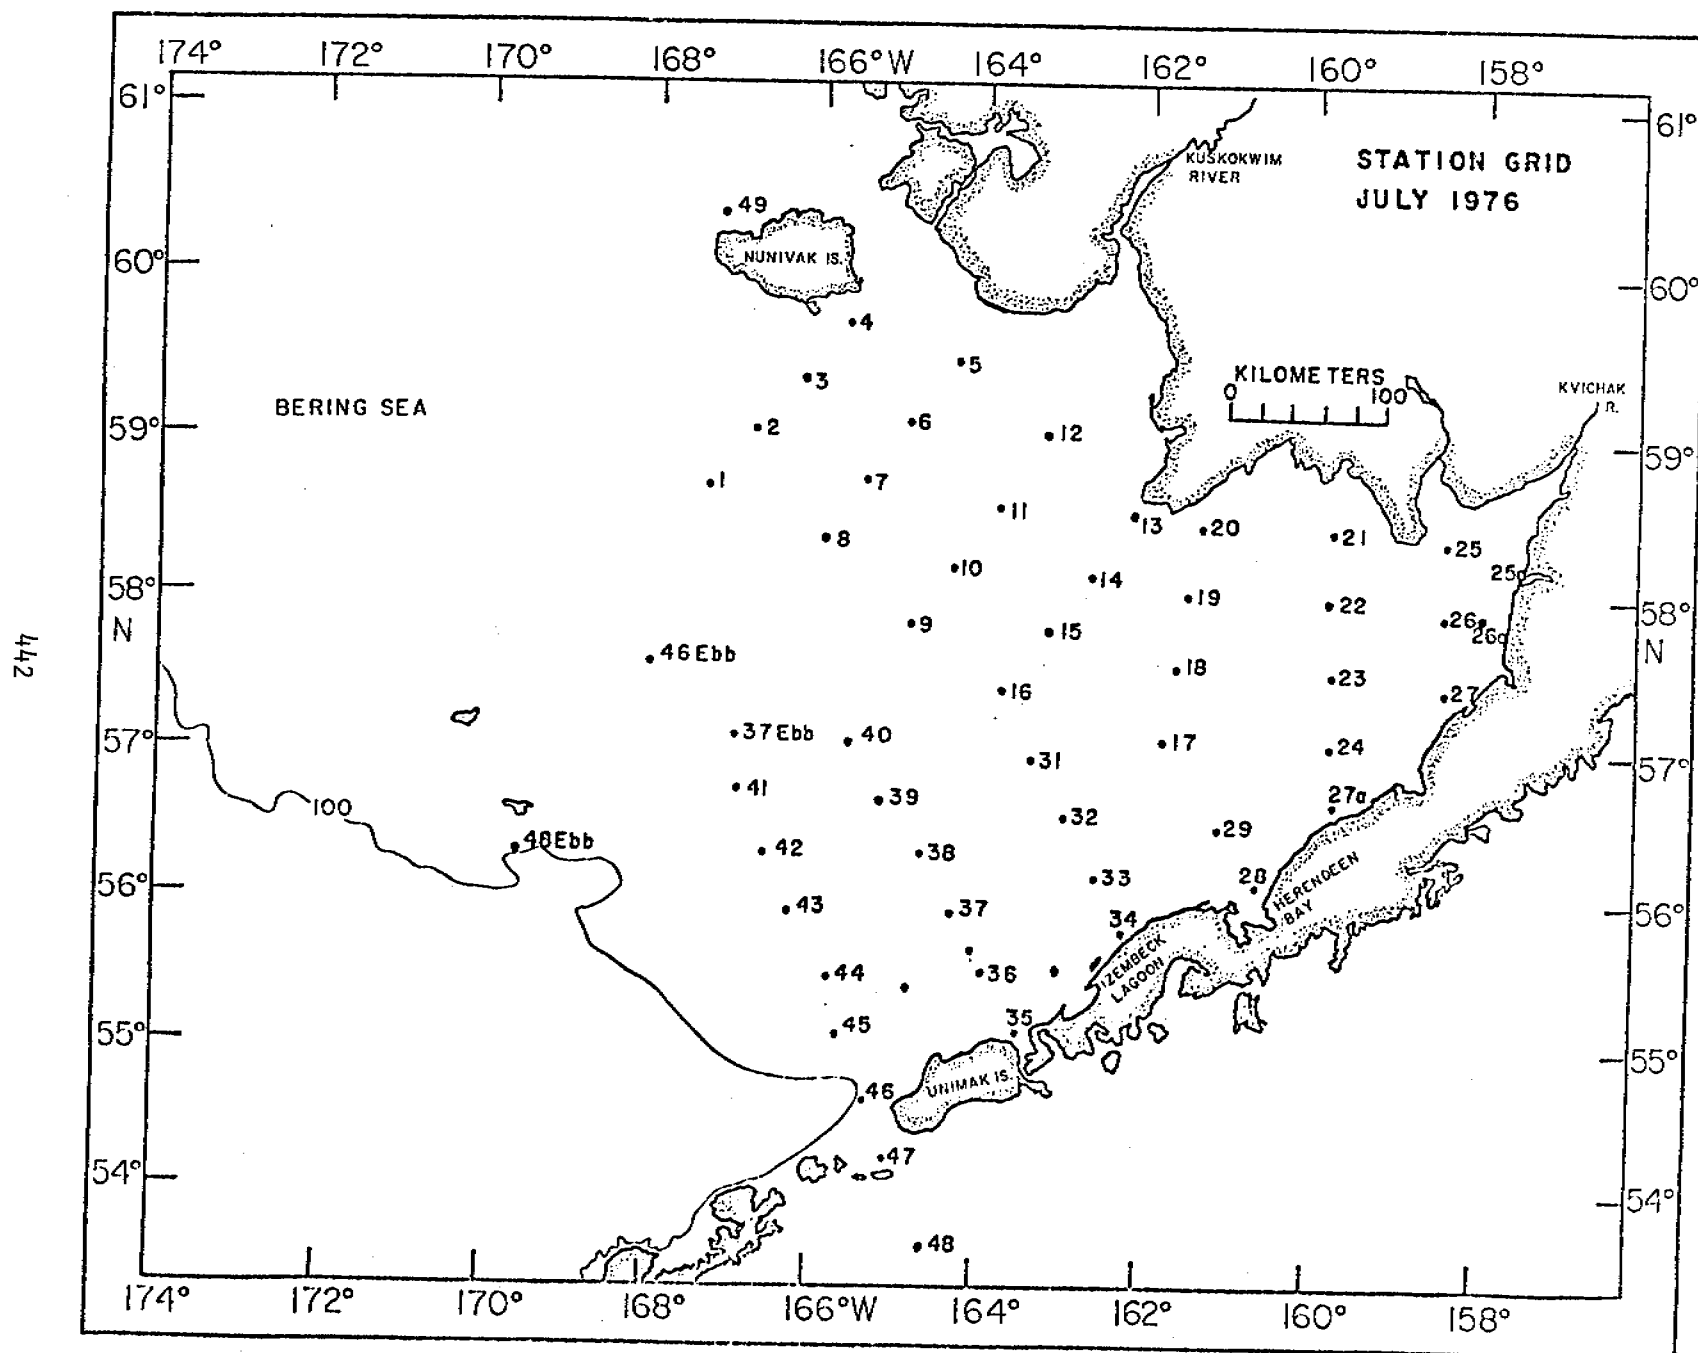 174° 172° 170° 168° 166°W 164° 162° 160° 158°
61° 61°
KUSKOKWIM
RIVER
STATION GRID
JULY 1976
49
NUNIVAK IS.
60° 60°
4
5
3
KILOMETERS
0 100
KVICHAK
R.
BERING SEA
59° 2 6 12 59°
1 7
11 13 20 21 25
8
10 14 25a
58° 19 22 58°
N 9 15 26 26a N
442
46Ebb
18 23 27
16
37Ebb 40 17 24
57° 31 57°
41 39 27a
100
32 29
48Ebb 42 38
33 28
56° HERENDEEN
BAY
43 37 34 56°
44 36 IZEMBECK
LAGOON
45 35
55° 55°
46 UNIMAK IS.
47
54° 54°
48
174° 172° 170° 168° 166°W 164° 162° 160° 158°